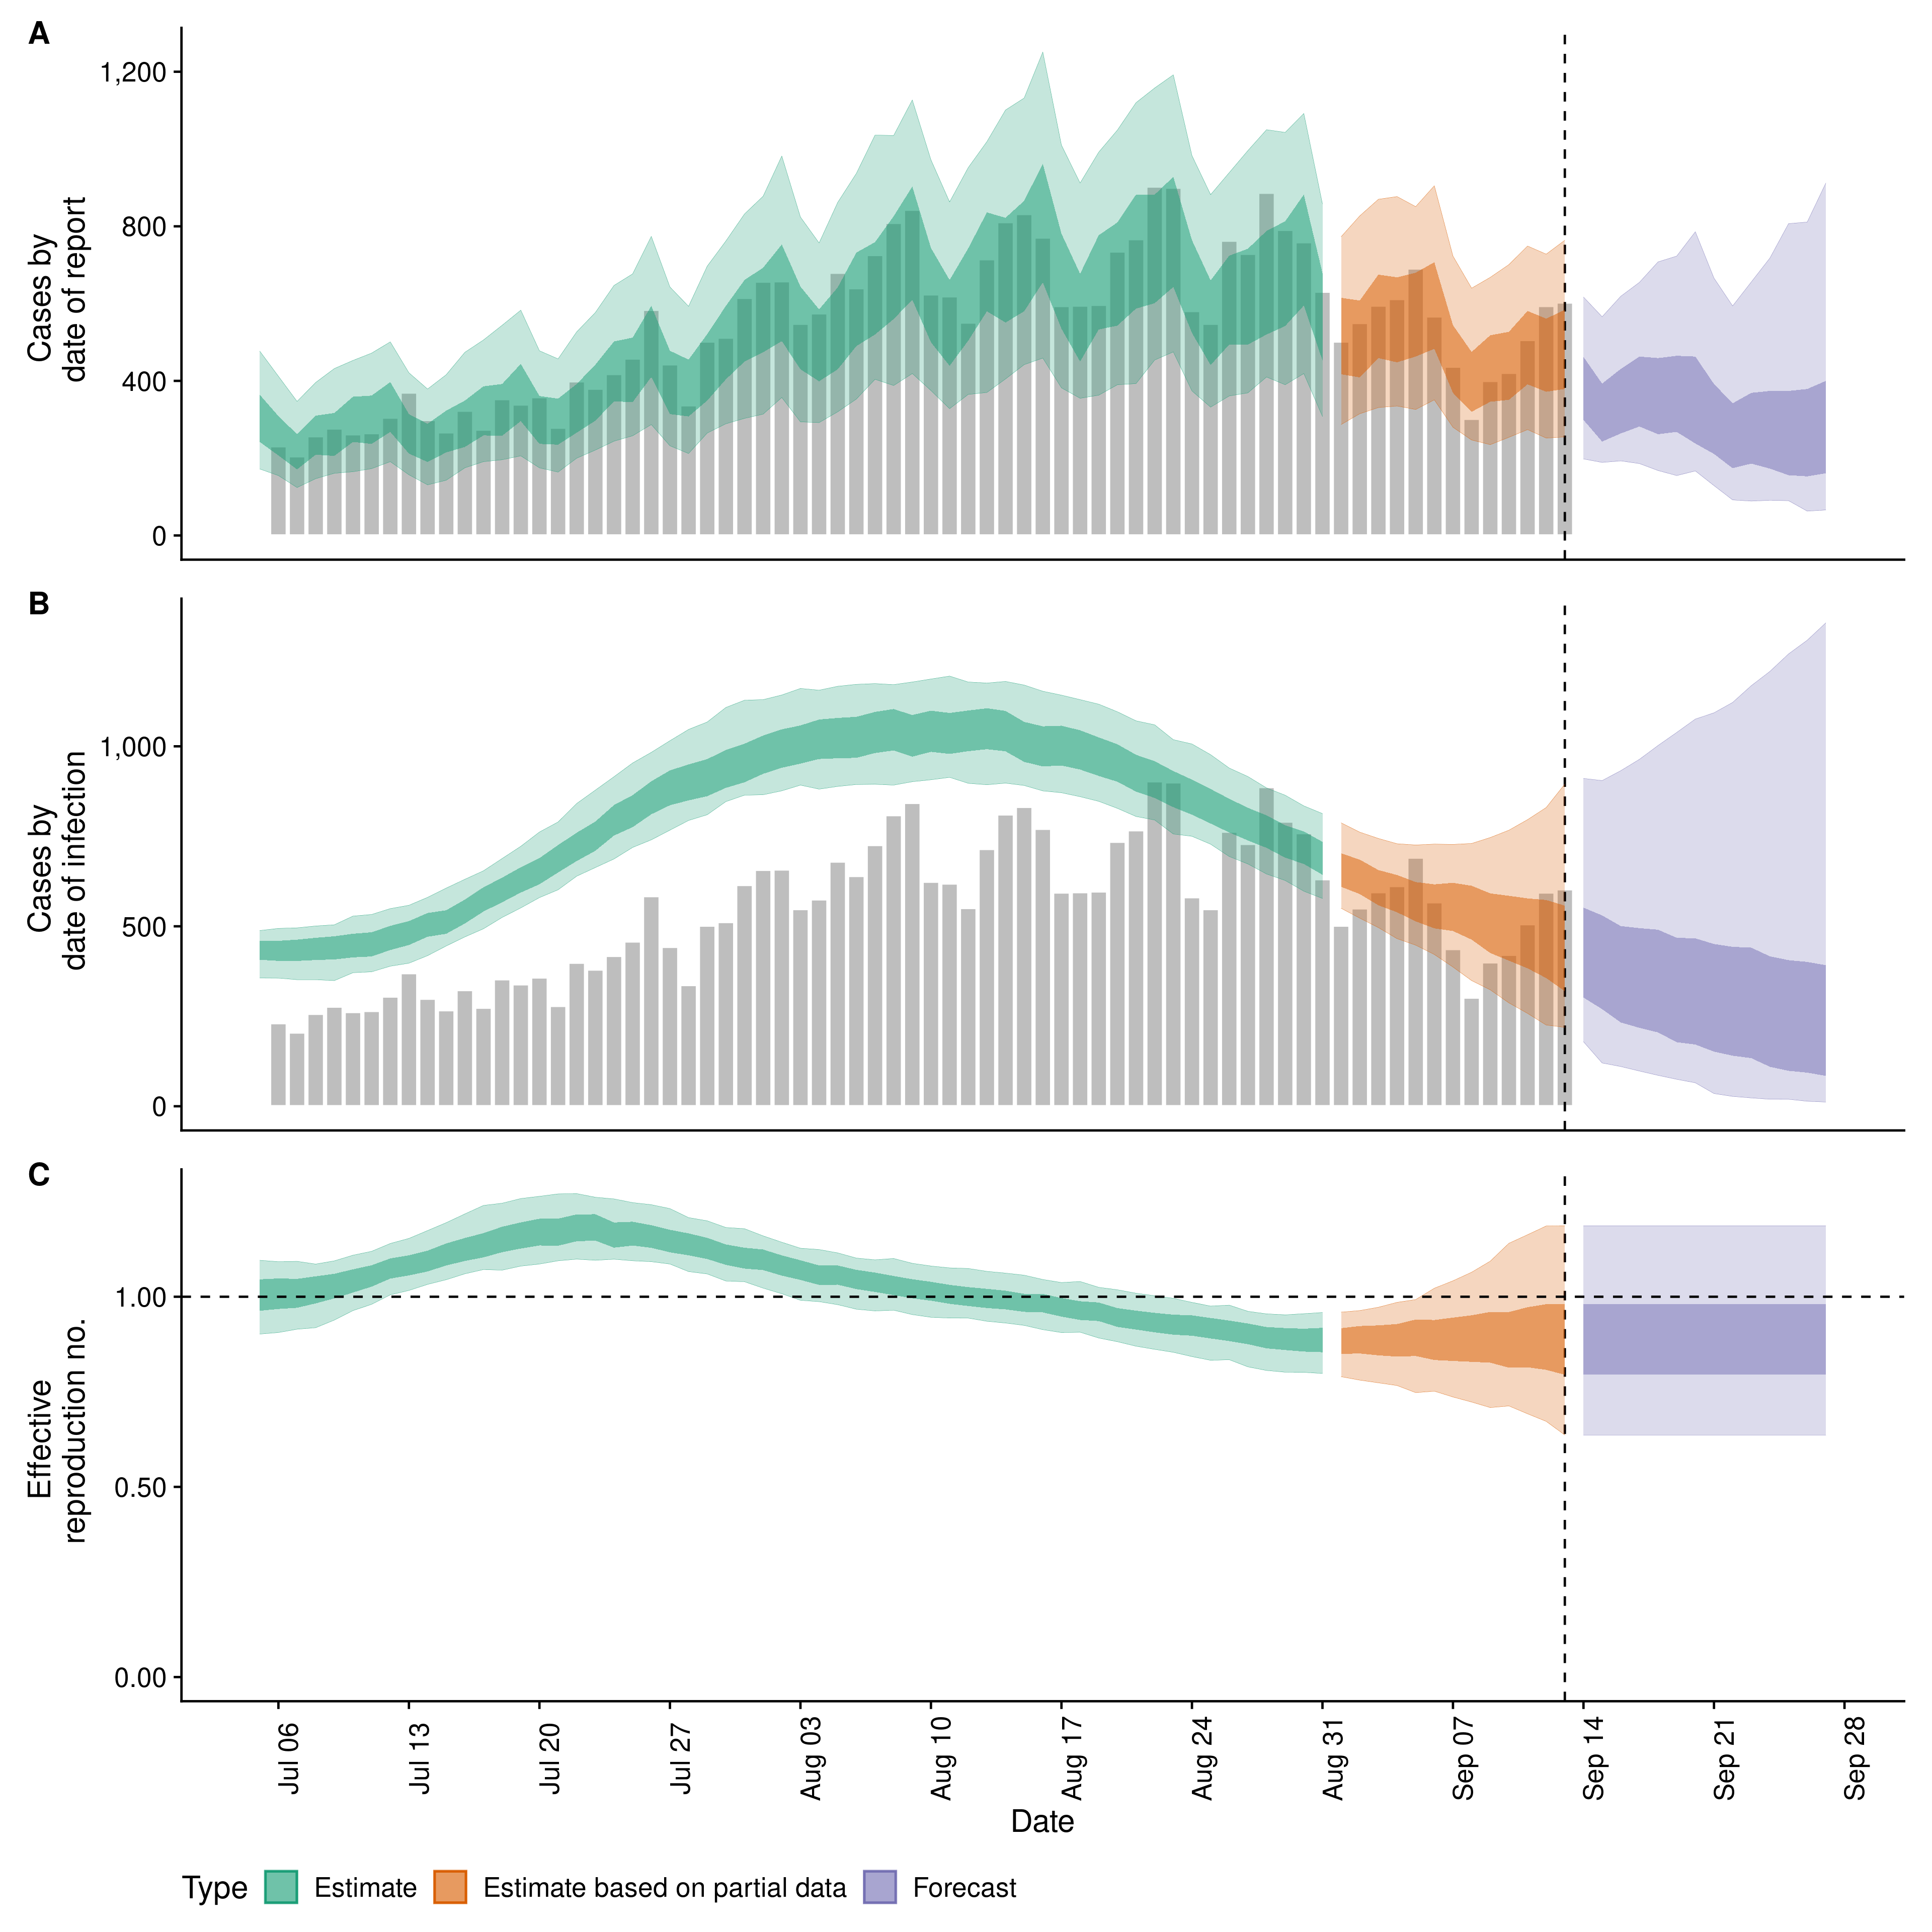 A
Cases by
date of report
1,200
800
400
0
B
Cases by
date of infection
1,000
500
0
C
Effective
reproduction no.
1.00
0.50
0.00
Jul 06
Jul 13
Jul 20
Jul 27
Aug 03
Aug 10
Aug 17
Aug 24
Aug 31
Sep 07
Sep 14
Sep 21
Sep 28
Date
Type Estimate Estimate based on partial data Forecast